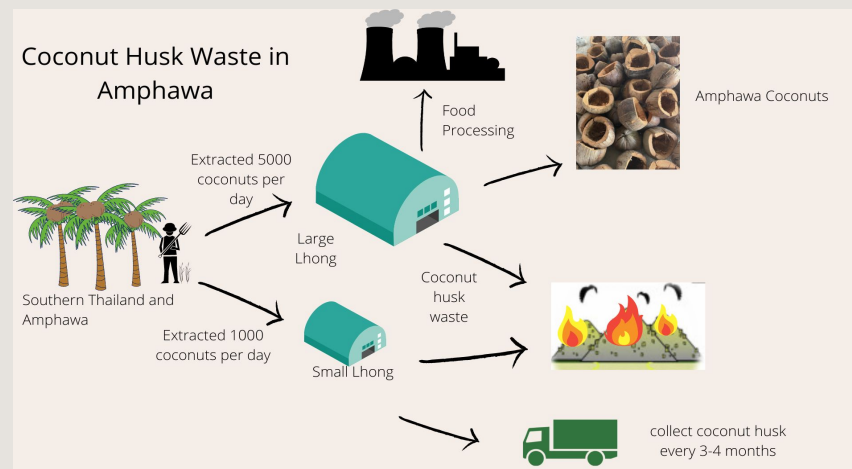 Coconut Husk Waste in
Amphawa
Food
Processing
Amphawa Coconuts
Extracted 5000
coconuts per
day
Large
Lhong
Southern Thailand and
Amphawa
Coconut
husk
waste
Extracted 1000
coconuts per day
Small Lhong
collect coconut husk
every 3-4 months